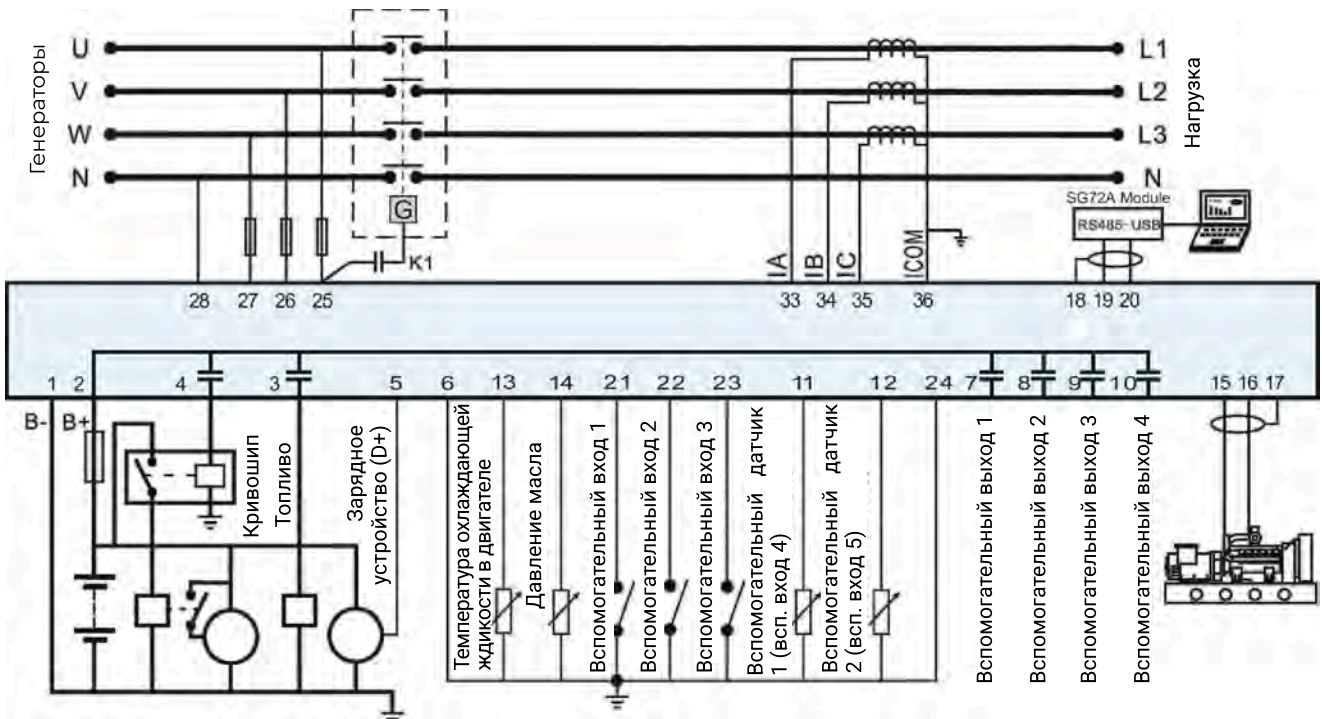 Генераторы
U
V
W
N
G
K1
L1
L2
L3
N
Нагрузка
SG72A Module
RS485-USB
IA
IB
IC
ICOM
28
27
26
25
33
34
35
36
18
19
20
1
2
4
3
5
6
13
14
21
22
23
11
12
24
7
8
9
10
15
16
17
B-
B+
Кривошип
Топливо
Зарядное
устройство (D+)
Температура охлаждающей
ждикости в двигателе
Давление масла
Вспомогательный вход 1
Вспомогательный вход 2
Вспомогательный вход 3
Вспомогательный датчик
1 (всп. вход 4)
Вспомогательный датчик
2 (всп. вход 5)
Вспомогательный выход 1
Вспомогательный выход 2
Вспомогательный выход 3
Вспомогательный выход 4